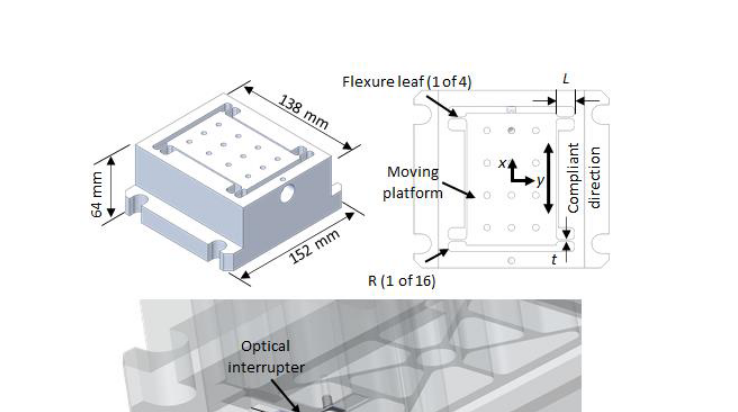 Flexure leaf (1 of 4)
L
138 mm
64 mm
Moving
platform
x
y
Compliant
direction
152 mm
t
R (1 of 16)
Optical
interrupter